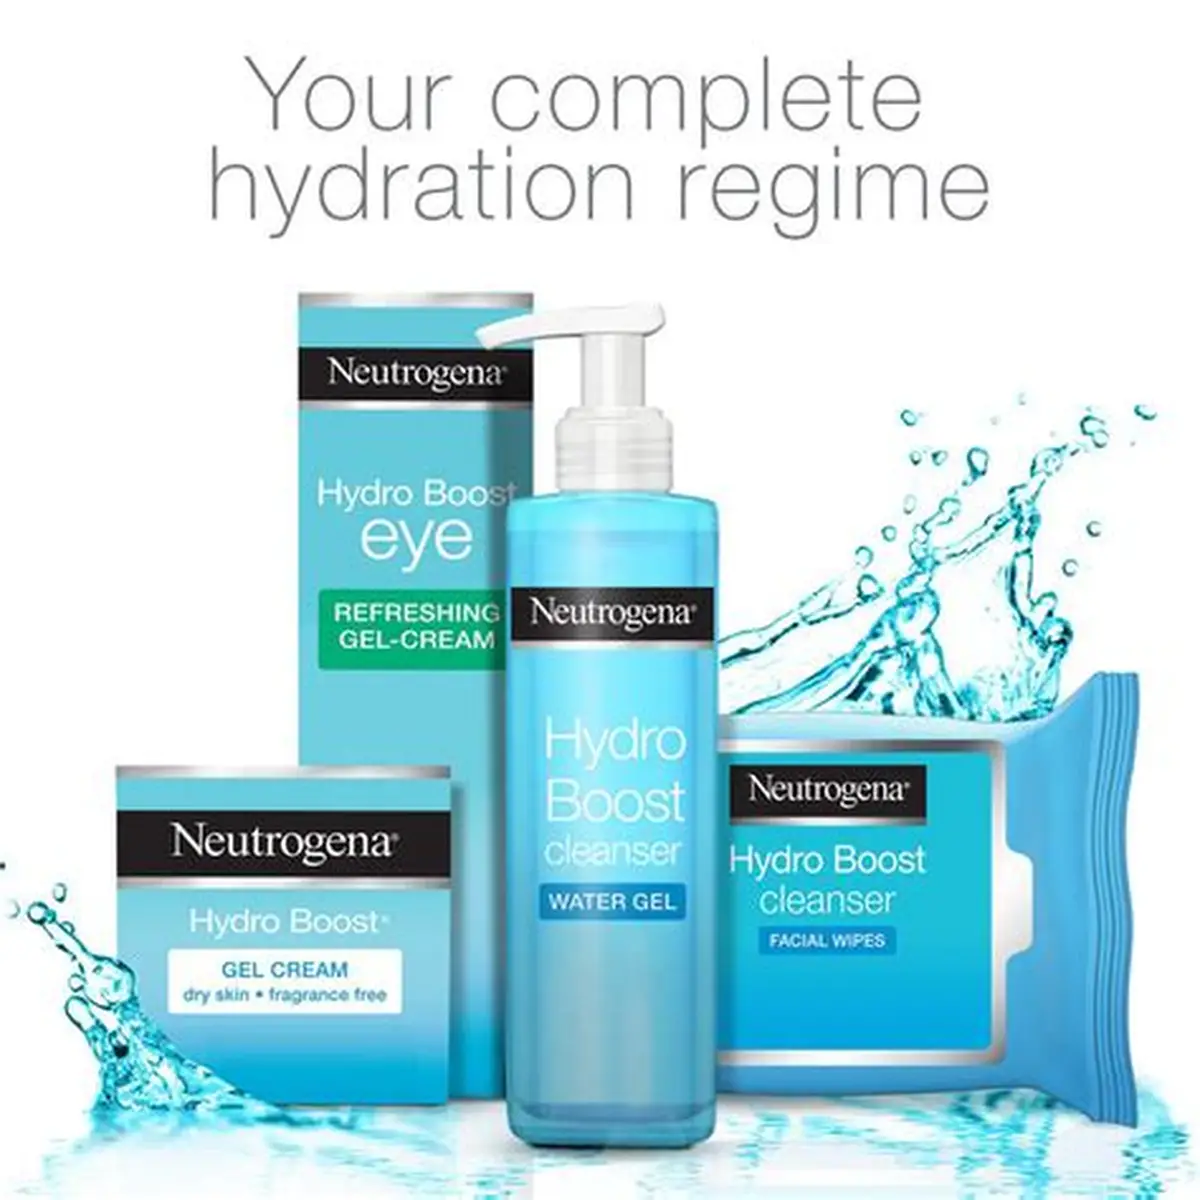 Your complete
hydration regime
Neutrogena®
Hydro Boost
eye
REFRESHING
GEL-CREAM
Neutrogena®
Hydro
Boost
cleanser
WATER GEL
Neutrogena®
Hydro Boost
cleanser
FACIAL WIPES
Neutrogena®
Hydro Boost®
GEL CREAM
dry skin • fragrance free